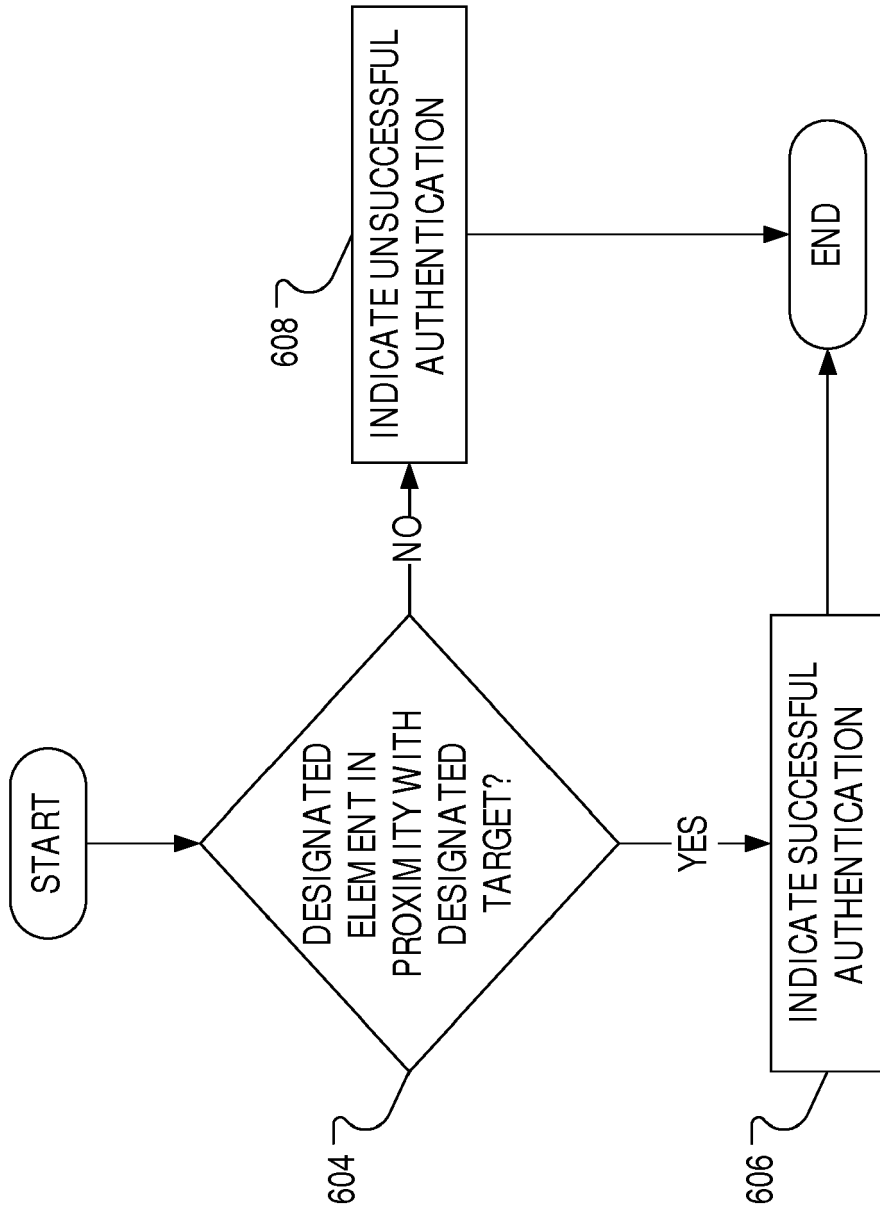 START
604
DESIGNATED
ELEMENT IN
PROXIMITY WITH
DESIGNATED
TARGET?
NO
608
INDICATE UNSUCCESSFUL
AUTHENTICATION
YES
606
INDICATE SUCCESSFUL
AUTHENTICATION
END